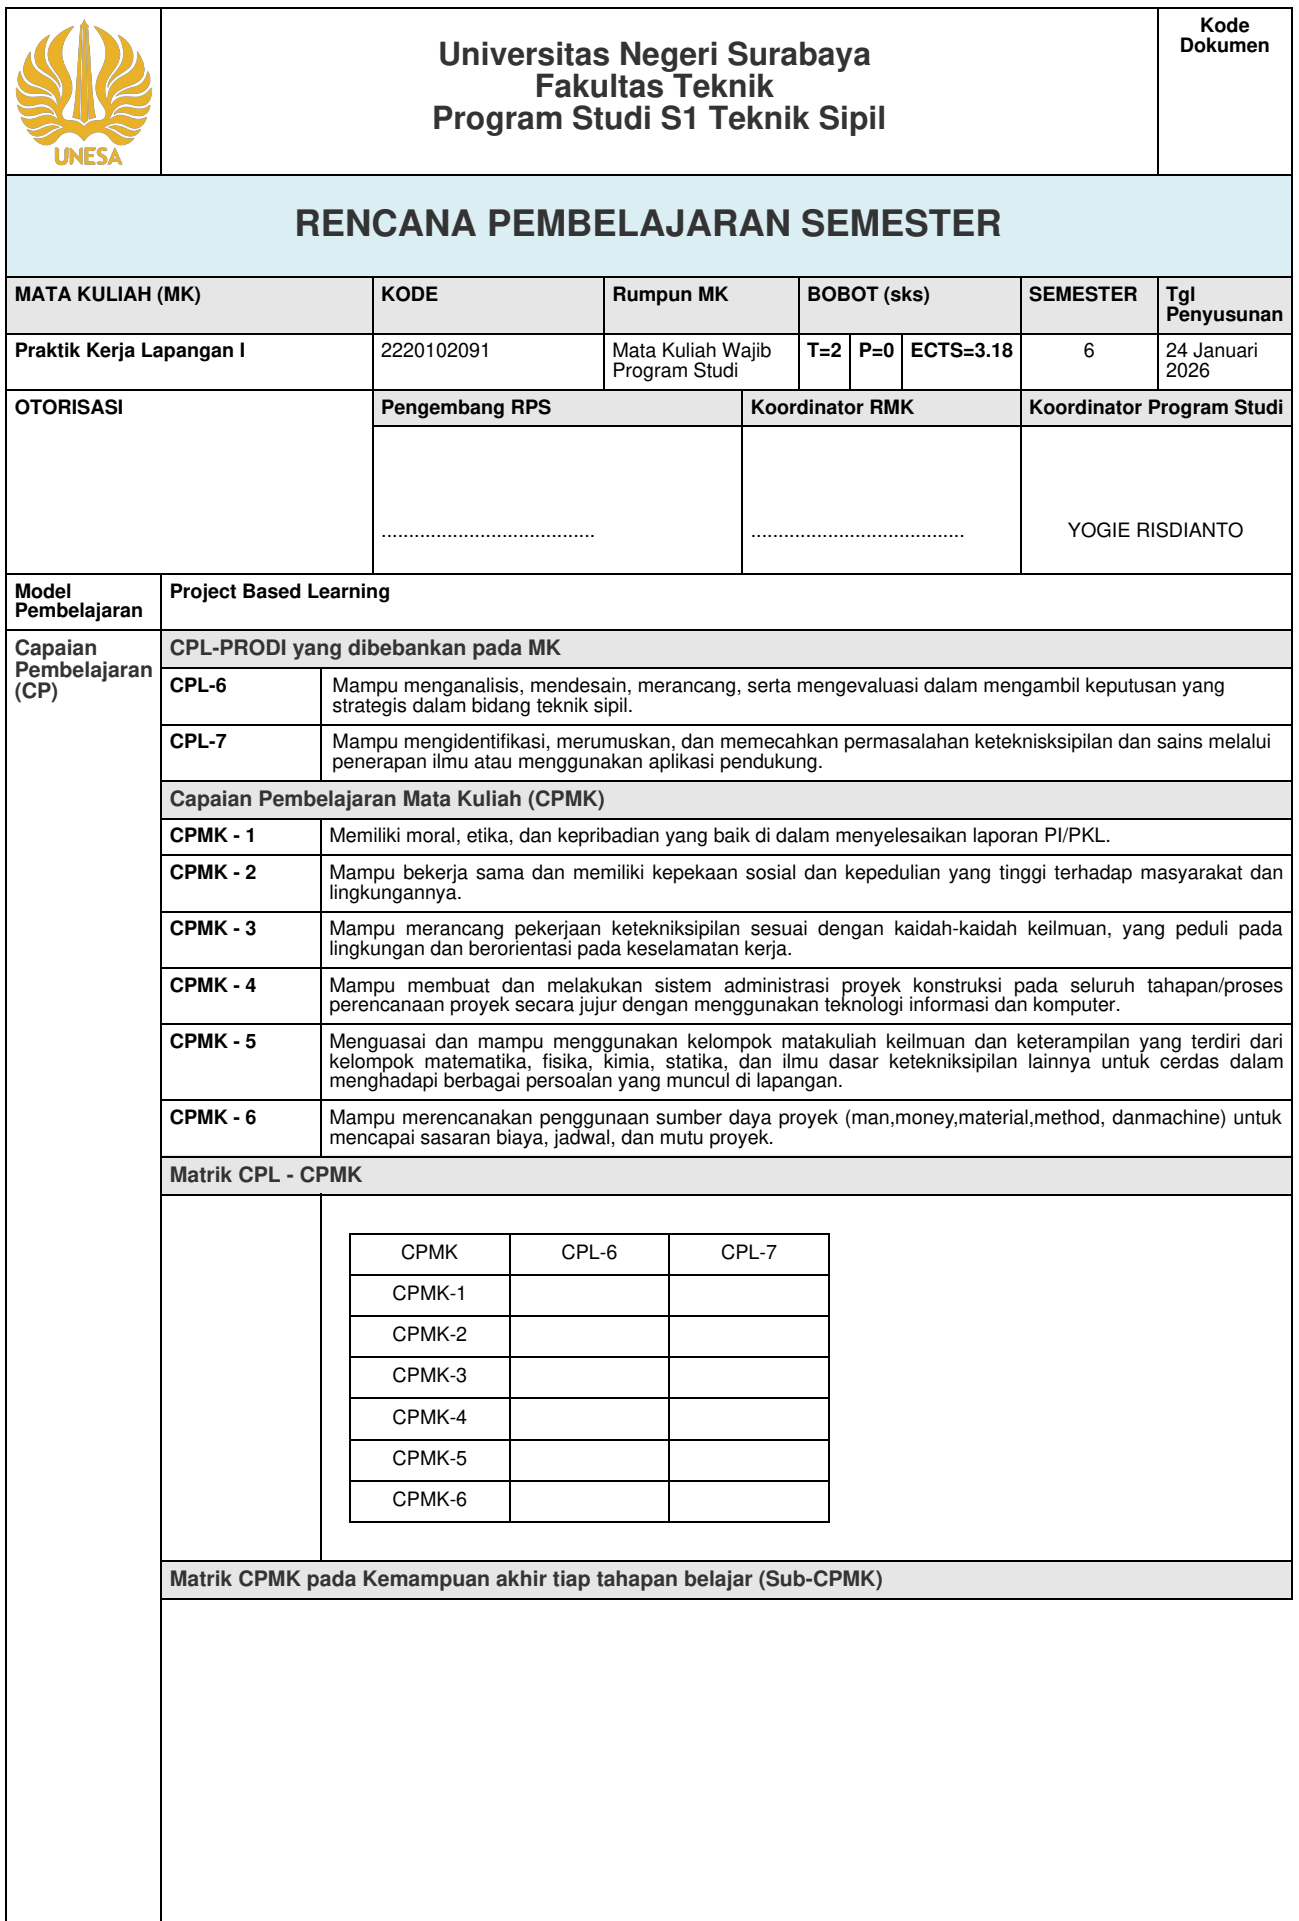 UNESA
Universitas Negeri Surabaya
Fakultas Teknik
Program Studi S1 Teknik Sipil
Kode
Dokumen
RENCANA PEMBELAJARAN SEMESTER
MATA KULIAH (MK)
KODE
Rumpun MK
BOBOT (sks)
SEMESTER
Tgl
Penyusunan
Praktik Kerja Lapangan I
2220102091
Mata Kuliah Wajib
Program Studi
T=2
P=0
ECTS=3.18
6
24 Januari
2026
OTORISASI
Pengembang RPS
Koordinator RMK
Koordinator Program Studi
.......................................
.......................................
YOGIE RISDIANTO
Model
Pembelajaran
Project Based Learning
Capaian
Pembelajaran
(CP)
CPL-PRODI yang dibebankan pada MK
CPL-6
Mampu menganalisis, mendesain, merancang, serta mengevaluasi dalam mengambil keputusan yang
strategis dalam bidang teknik sipil.
CPL-7
Mampu mengidentifikasi, merumuskan, dan memecahkan permasalahan keteknisksipilan dan sains melalui
penerapan ilmu atau menggunakan aplikasi pendukung.
Capaian Pembelajaran Mata Kuliah (CPMK)
CPMK - 1
Memiliki moral, etika, dan kepribadian yang baik di dalam menyelesaikan laporan PI/PKL.
CPMK - 2
Mampu bekerja sama dan memiliki kepekaan sosial dan kepedulian yang tinggi terhadap masyarakat dan
lingkungannya.
CPMK - 3
Mampu merancang pekerjaan ketekniksipilan sesuai dengan kaidah-kaidah keilmuan, yang peduli pada
lingkungan dan berorientasi pada keselamatan kerja.
CPMK - 4
Mampu membuat dan melakukan sistem administrasi proyek konstruksi pada seluruh tahapan/proses
perencanaan proyek secara jujur dengan menggunakan teknologi informasi dan komputer.
CPMK - 5
Menguasai dan mampu menggunakan kelompok matakuliah keilmuan dan keterampilan yang terdiri dari
kelompok matematika, fisika, kimia, statika, dan ilmu dasar ketekniksipilan lainnya untuk cerdas dalam
menghadapi berbagai persoalan yang muncul di lapangan.
CPMK - 6
Mampu merencanakan penggunaan sumber daya proyek (man,money,material,method, danmachine) untuk
mencapai sasaran biaya, jadwal, dan mutu proyek.
Matrik CPL - CPMK
CPMK
CPL-6
CPL-7
CPMK-1
CPMK-2
CPMK-3
CPMK-4
CPMK-5
CPMK-6
Matrik CPMK pada Kemampuan akhir tiap tahapan belajar (Sub-CPMK)